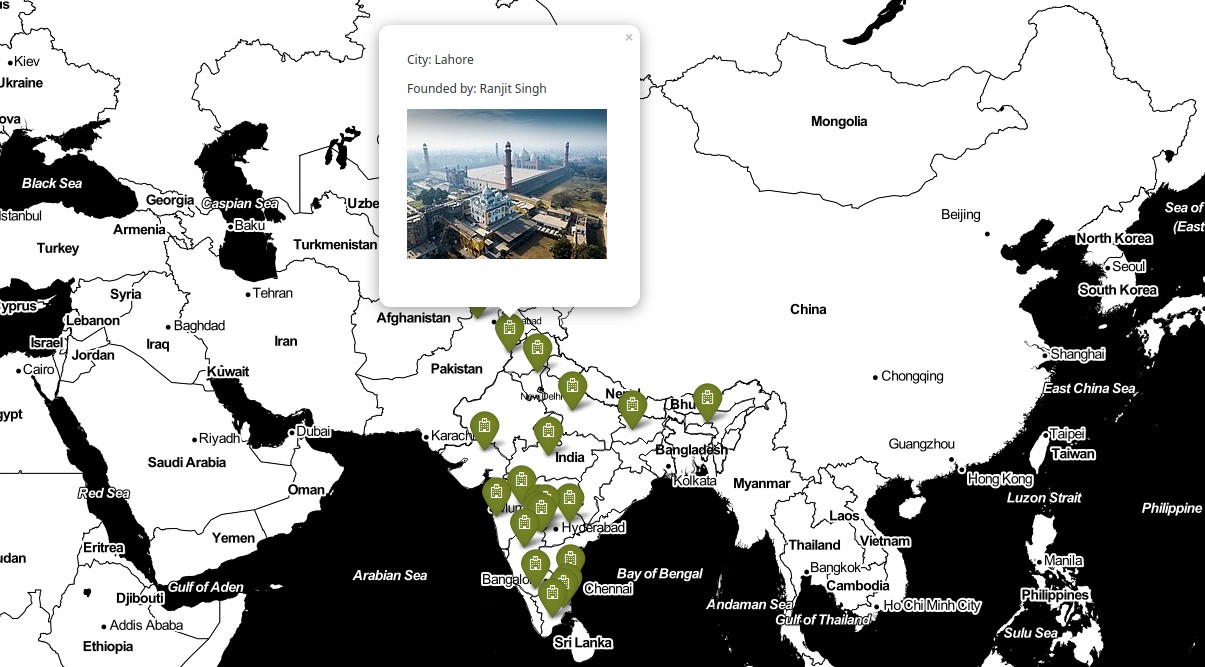 us
Kiev
Ukraine
ova
Black Sea
Istanbul
Georgia
Caspian Sea
Armenia
Baku
Turkey
Turkmenistan
Uzbe
×
City: Lahore
Founded by: Ranjit Singh
Mongolia
Beijing
Sea of
(East
North Korea
Seoul
South Korea
Cyprus
Syria
Tehran
Lebanon
Baghdad
Israel
Iraq
Iran
Jordan
Cairo
Kuwait
Afghanistan
abad
Pakistan
China
Shanghai
Chongqing
East China Sea
New Delhi
Bhu
gypt
Riyadh
Dubai
Karach
Saudi Arabia
India
Bangladesh
Kolkata
Guangzhou
Taipei
Taiwan
Hong Kong
Luzon Strait
Philippine
Red Sea
Oman
Myanmar
Mum
Hyderabad
Laos
Vietnam
Yemen
Eritrea
Thailand
Bangkok
Manila
udan
Gulf of Aden
Arabian Sea
Bangalo
Chennai
Bay of Bengal
Cambodia
Djibouti
Andaman Sea
Ho Chi Minh City
Philippines
Gulf of Thailand
Addis Ababa
Ethiopia
Sri Lanka
Sulu Sea